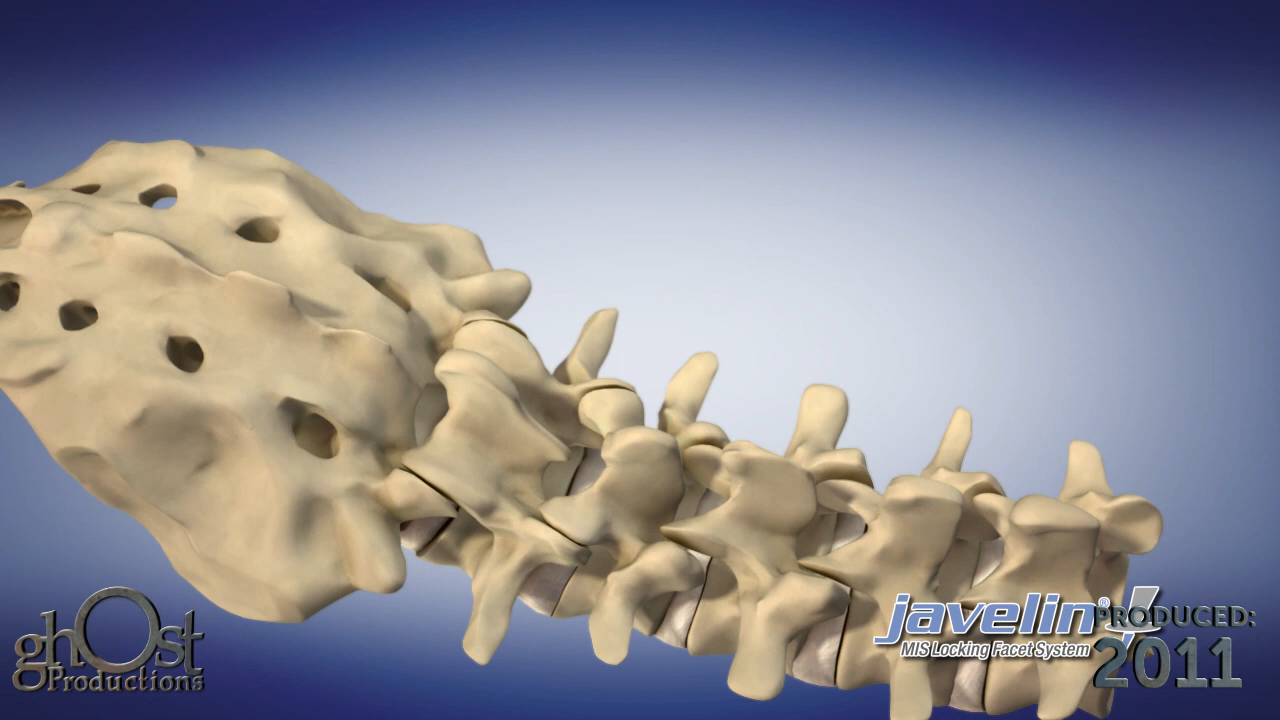 ghOst
Productions
javelin®
MIS Locking Facet System
PRODUCED:
2011